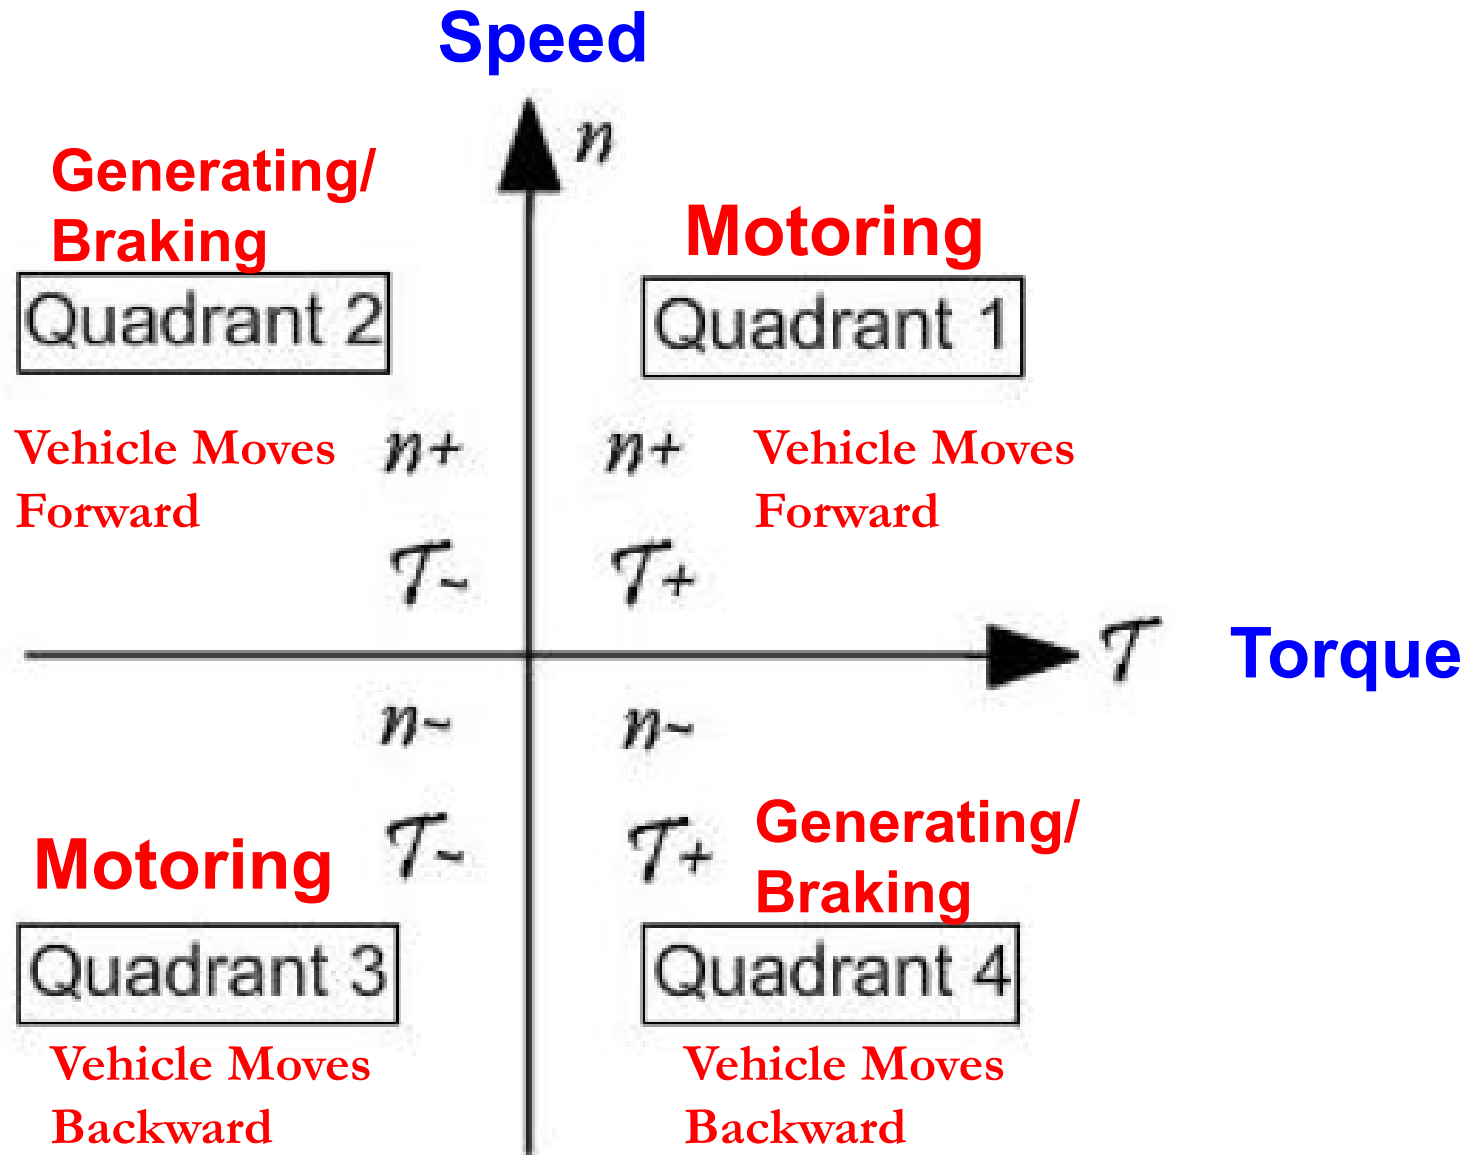 Speed
n
Generating/
Braking
Quadrant 2
Motoring
Quadrant 1
Vehicle Moves
Forward
n+
T-
n+
T+
Vehicle Moves
Forward
T
Torque
n-
T-
n-
T+
Motoring
Quadrant 3
Vehicle Moves
Backward
Generating/
Braking
Quadrant 4
Vehicle Moves
Backward